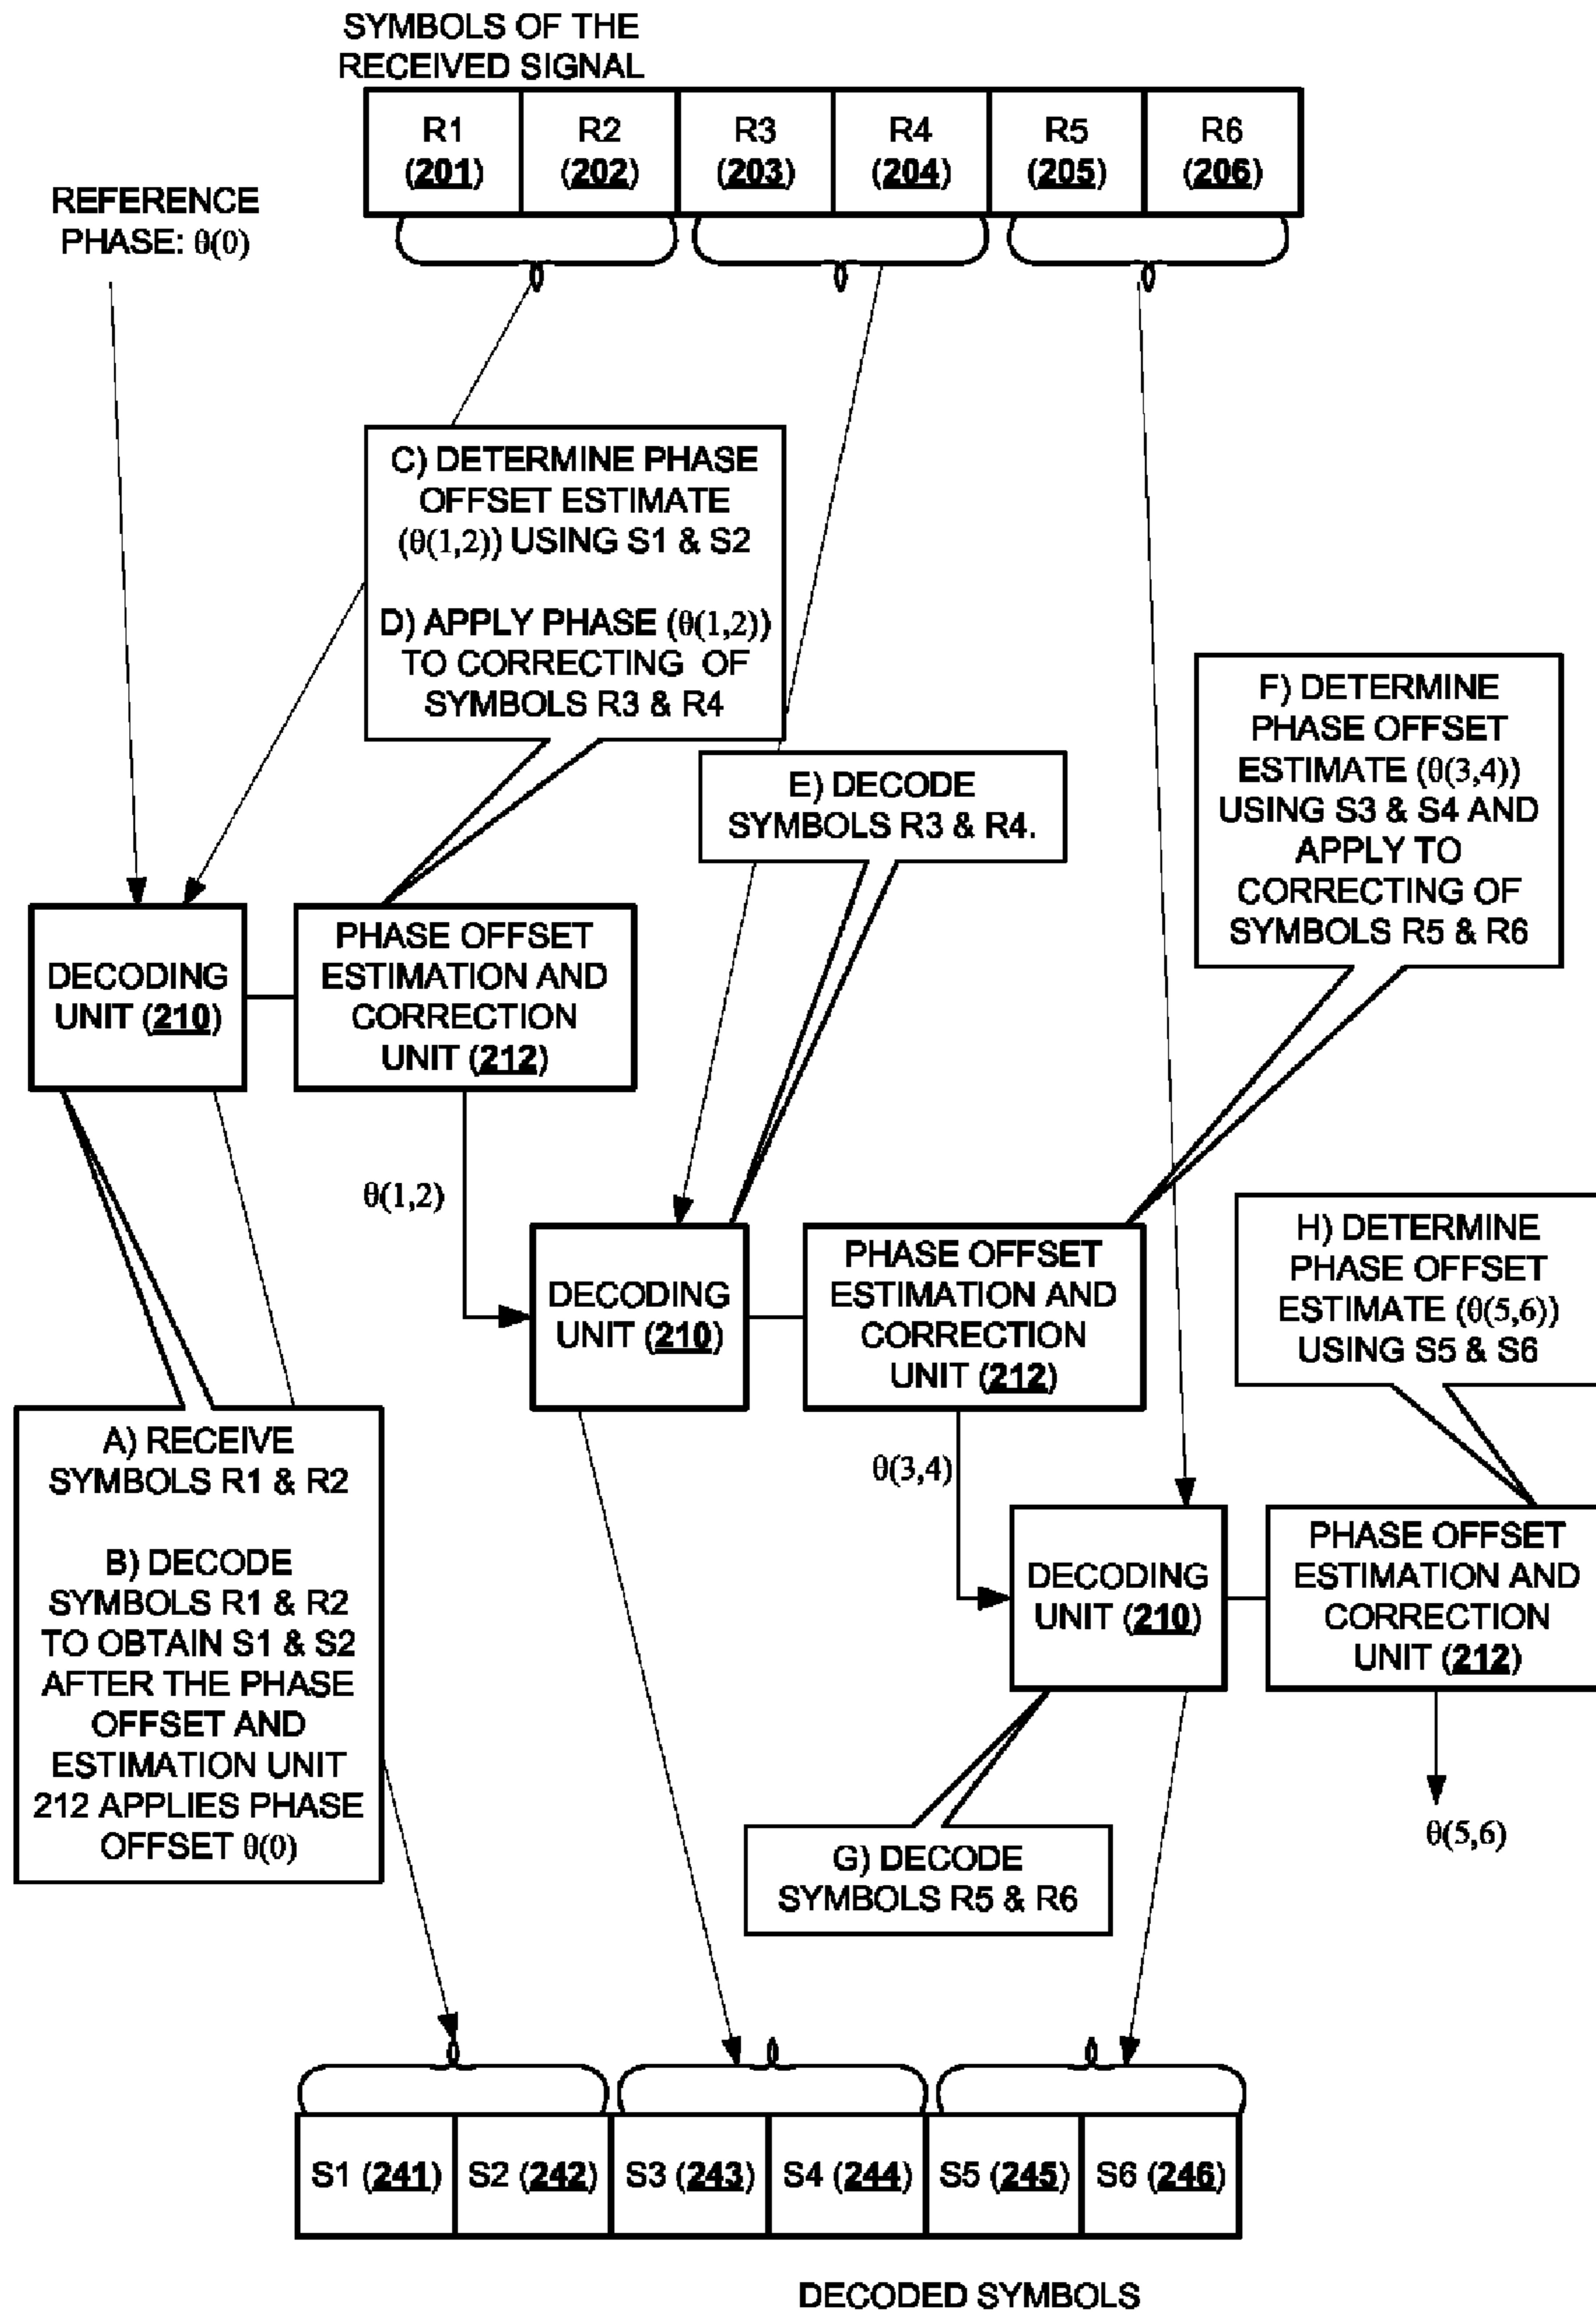 SYMBOLS OF THE
RECEIVED SIGNAL
R1
(201)
R2
(202)
R3
(203)
R4
(204)
R5
(205)
R6
(206)
REFERENCE
PHASE: θ(0)
C) DETERMINE PHASE
OFFSET ESTIMATE
(θ(1,2)) USING S1 & S2
D) APPLY PHASE (θ(1,2))
TO CORRECTING OF
SYMBOLS R3 & R4
E) DECODE
SYMBOLS R3 & R4.
F) DETERMINE
PHASE OFFSET
ESTIMATE (θ(3,4))
USING S3 & S4 AND
APPLY TO
CORRECTING OF
SYMBOLS R5 & R6
DECODING
UNIT (210)
PHASE OFFSET
ESTIMATION AND
CORRECTION
UNIT (212)
θ(1,2)
DECODING
UNIT (210)
PHASE OFFSET
ESTIMATION AND
CORRECTION
UNIT (212)
H) DETERMINE
PHASE OFFSET
ESTIMATE (θ(5,6))
USING S5 & S6
θ(3,4)
A) RECEIVE
SYMBOLS R1 & R2
B) DECODE
SYMBOLS R1 & R2
TO OBTAIN S1 & S2
AFTER THE PHASE
OFFSET AND
ESTIMATION UNIT
212 APPLIES PHASE
OFFSET θ(0)
DECODING
UNIT (210)
PHASE OFFSET
ESTIMATION AND
CORRECTION
UNIT (212)
θ(5,6)
G) DECODE
SYMBOLS R5 & R6
S1 (241)
S2 (242)
S3 (243)
S4 (244)
S5 (245)
S6 (246)
DECODED SYMBOLS